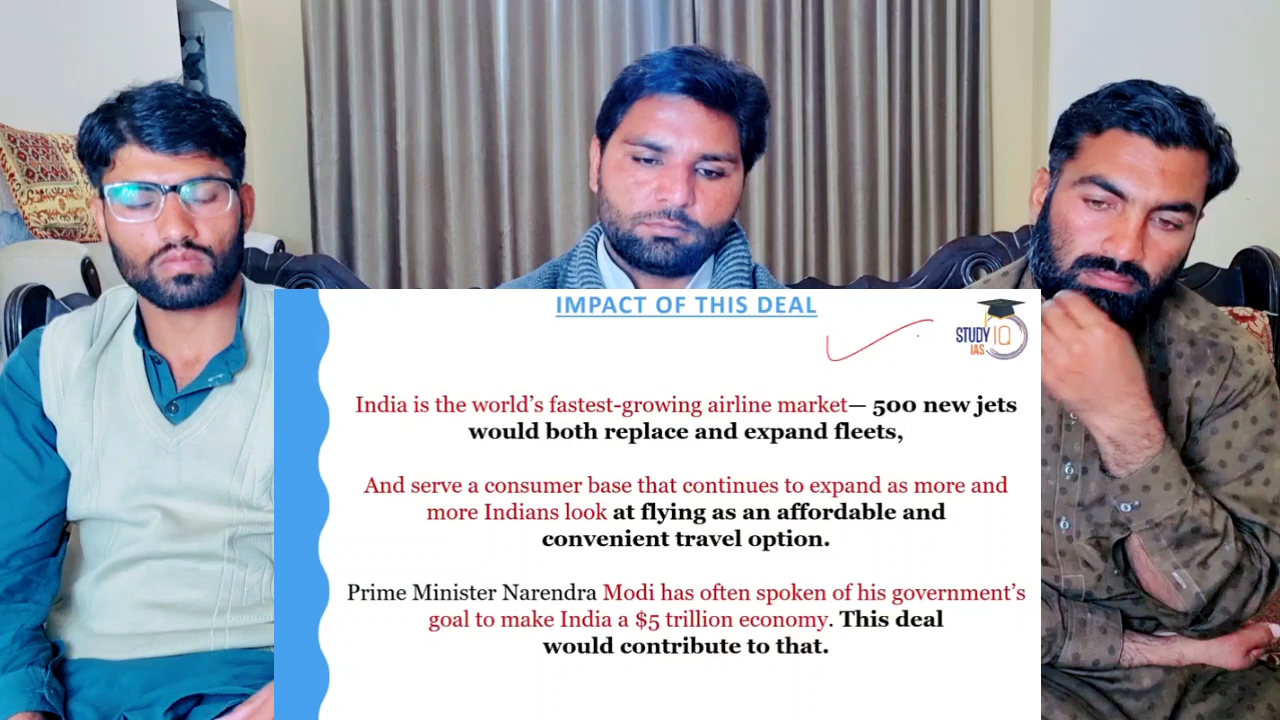 IMPACT OF THIS DEAL
STUDY IQ
IAS
India is the world’s fastest-growing airline market— 500 new jets
would both replace and expand fleets,
And serve a consumer base that continues to expand as more and
more Indians look at flying as an affordable and
convenient travel option.
Prime Minister Narendra Modi has often spoken of his government’s
goal to make India a $5 trillion economy. This deal
would contribute to that.